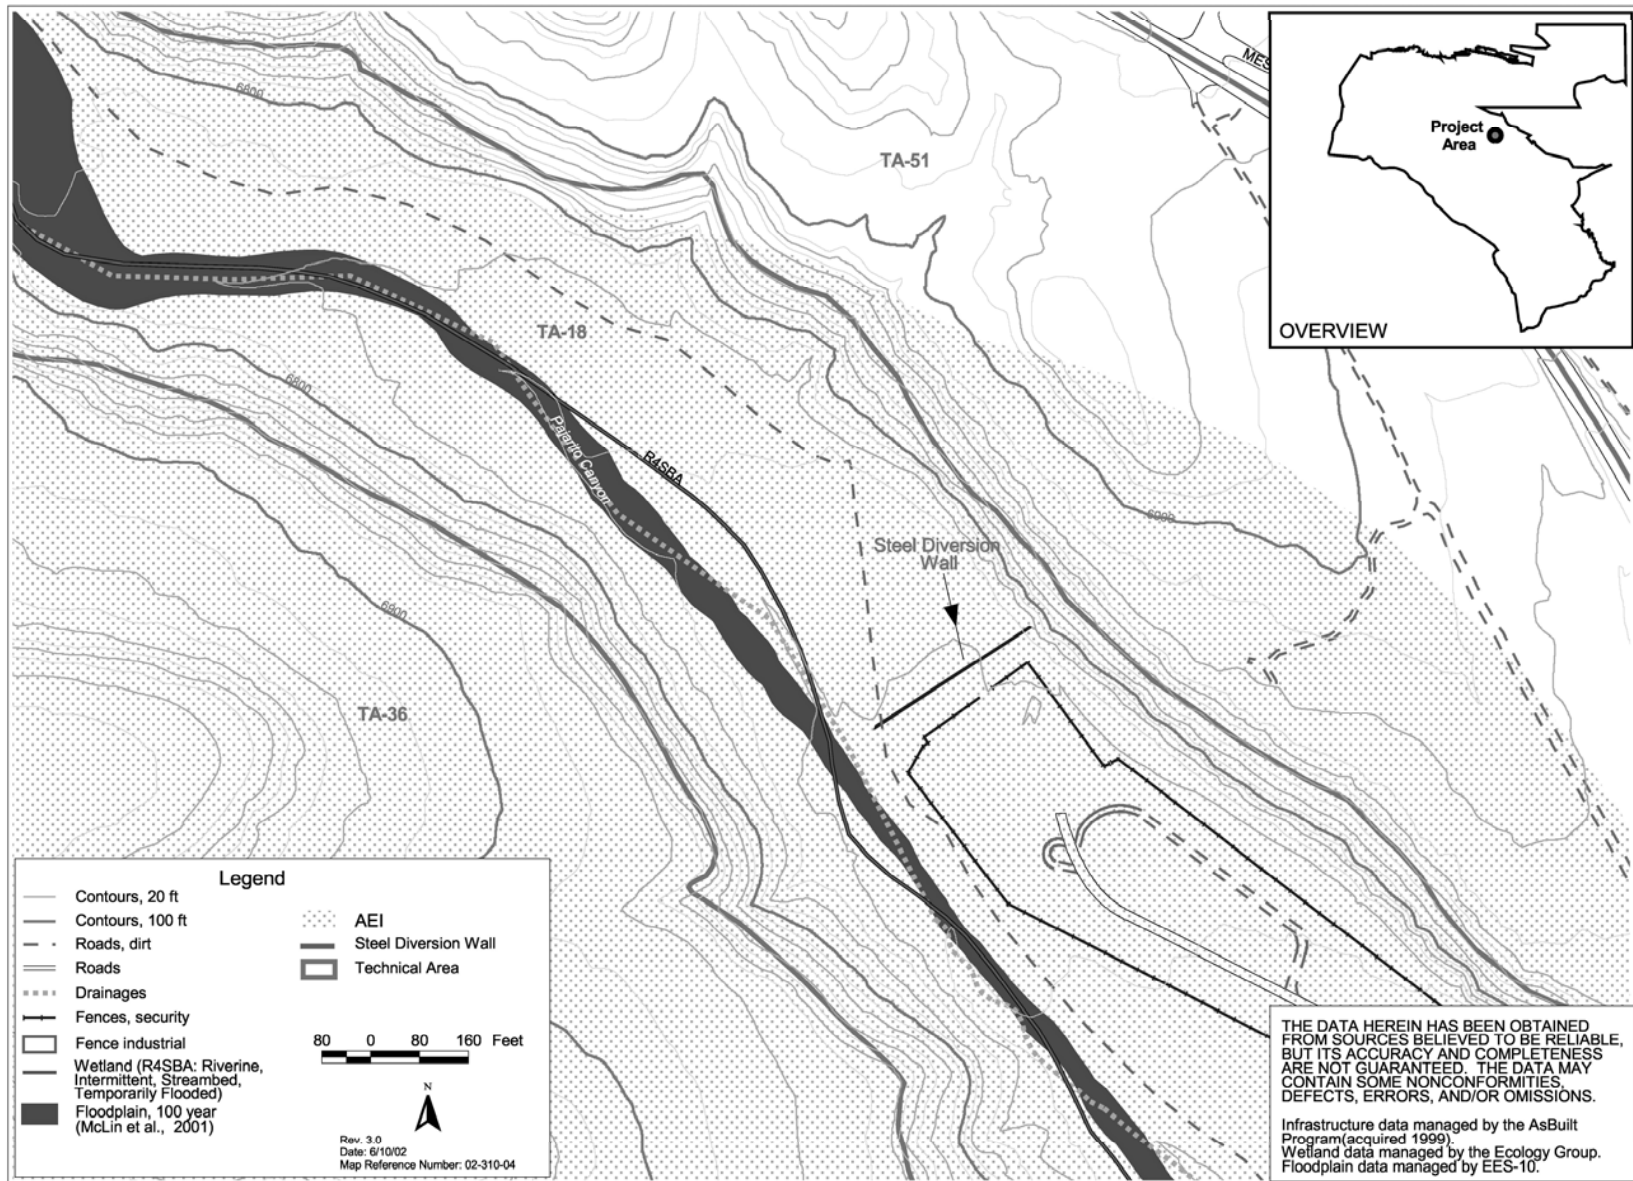 MES
Project
Area
OVERVIEW
6800
TA-51
TA-18
6800
Pajarito Canyon
R4SBA
6900
Steel Diversion
Wall
6900
TA-36
Legend
Contours, 20 ft
Contours, 100 ft
Roads, dirt
Roads
Drainages
Fences, security
Fence industrial
Wetland (R4SBA: Riverine,
Intermittent, Streambed,
Temporarily Flooded)
Floodplain, 100 year
(McLin et al., 2001)
AEI
Steel Diversion Wall
Technical Area
80 0 80 160 Feet
N
Rev. 3.0
Date: 6/10/02
Map Reference Number: 02-310-04
THE DATA HEREIN HAS BEEN OBTAINED
FROM SOURCES BELIEVED TO BE RELIABLE,
BUT ITS ACCURACY AND COMPLETENESS
ARE NOT GUARANTEED. THE DATA MAY
CONTAIN SOME NONCONFORMITIES,
DEFECTS, ERRORS, AND/OR OMISSIONS.
Infrastructure data managed by the AsBuilt
Program(acquired 1999).
Wetland data managed by the Ecology Group.
Floodplain data managed by EES-10.